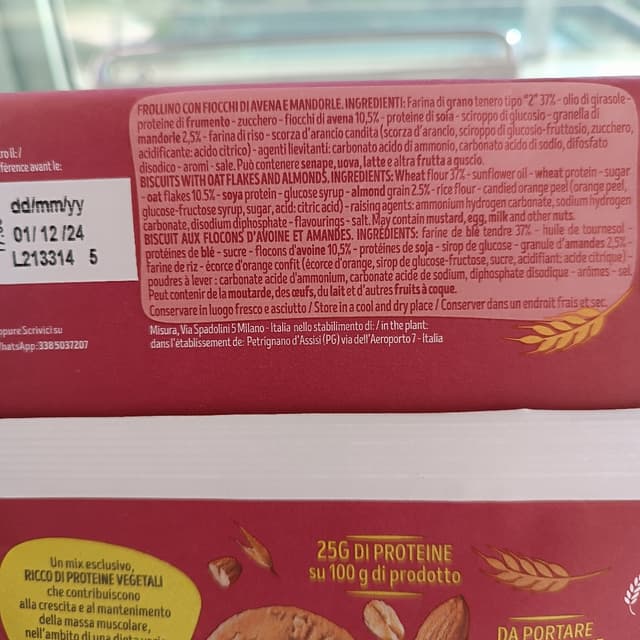 FROLLINO CON FIOCCHI DI AVENA E MANDORLE. INGREDIENTI: Farina di grano tenero tipo "2" 37% - olio di girasole -
proteine di frumento - zucchero - fiocchi di avena 10,5% - proteine di soia - sciroppo di glucosio - granella di
mandorle 2,5% - farina di riso - scorza d'arancio candita (scorza d'arancio, sciroppo di glucosio-fruttosio, zucchero,
acidificante: acido citrico) - agenti lievitanti: carbonato acido di ammonio, carbonato acido di sodio, difosfato
disodico - aromi - sale. Può contenere senape, uova, latte e altra frutta a guscio.
BISCUITS WITH OAT FLAKES AND ALMONDS. INGREDIENTS: Wheat flour 37% - sunflower oil - wheat protein - sugar
- oat flakes 10.5% - soya protein - glucose syrup - almond grain 2.5% - rice flour - candied orange peel (orange peel,
glucose-fructose syrup, sugar, acid: citric acid) - raising agents: ammonium hydrogen carbonate, sodium hydrogen
carbonate, disodium diphosphate - flavourings - salt. May contain mustard, egg, milk and other nuts.
BISCUIT AUX FLOCONS D'AVOINE ET AMANDES. INGRÉDIENTS: farine de blé tendre 37% - huile de tournesol -
protéines de blé - sucre - flocons d'avoine 10,5% - protéines de soja - sirop de glucose - granule d'amandes 2,5% -
farine de riz - écorce d'orange confit (écorce d'orange, sirop de glucose-fructose, sucre, acidifiant: acide citrique) -
poudres à lever : carbonate acide d'ammonium, carbonate acide de sodium, diphosphate disodique - arômes - sel.
Peut contenir de la moutarde, des œufs, du lait et d'autres fruits à coque.
Conservare in luogo fresco e asciutto / Store in a cool and dry place / Conserver dans un endroit frais et sec.
Misura, Via Spadolini 5 Milano - Italia nello stabilimento di: / in the plant:
dans l'établissement de: Petrignano d'Assisi (PG) via dell'Aeroporto 7 - Italia
tro il: /
férence avant le:
dd/mm/yy
01/12/24
L213314 5
oppure Scrivici su
WhatsApp: 3385037207
Un mix esclusivo,
RICCO DI PROTEINE VEGETALI
che contribuiscono
alla crescita e al mantenimento
della massa muscolare,
nell'ambito di una dieta
25G DI PROTEINE
su 100 g di prodotto
DA PORTARE